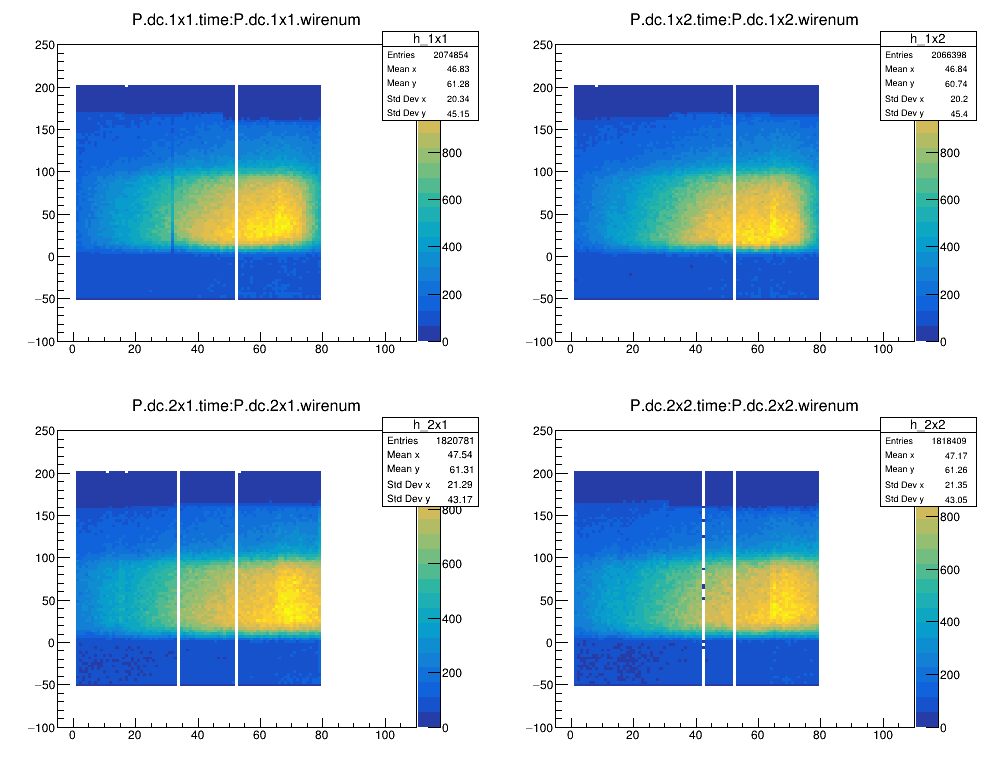 P.dc.1x1.time:P.dc.1x1.wirenum
h_1x1
Entries 2074854
Mean x 46.83
Mean y 61.28
Std Dev x 20.34
Std Dev y 45.15
250
200
150
100
50
0
−50
−100
0 20 40 60 80 100
800
600
400
200
0
P.dc.1x2.time:P.dc.1x2.wirenum
h_1x2
Entries 2066398
Mean x 46.84
Mean y 60.74
Std Dev x 20.2
Std Dev y 45.4
250
200
150
100
50
0
−50
−100
0 20 40 60 80 100
800
600
400
200
0
P.dc.2x1.time:P.dc.2x1.wirenum
h_2x1
Entries 1820781
Mean x 47.54
Mean y 61.31
Std Dev x 21.29
Std Dev y 43.17
250
200
150
100
50
0
−50
−100
0 20 40 60 80 100
800
600
400
200
0
P.dc.2x2.time:P.dc.2x2.wirenum
h_2x2
Entries 1818409
Mean x 47.17
Mean y 61.26
Std Dev x 21.35
Std Dev y 43.05
250
200
150
100
50
0
−50
−100
0 20 40 60 80 100
800
600
400
200
0